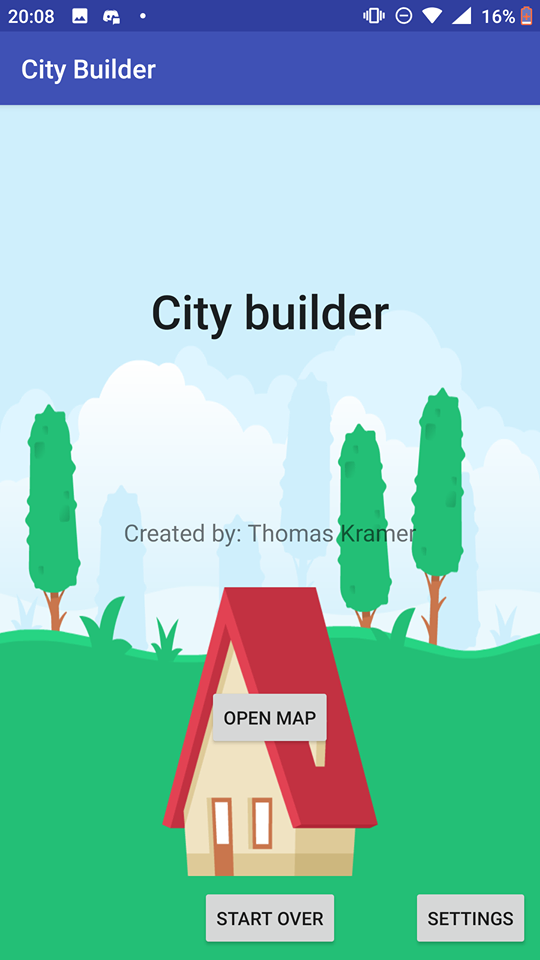 20:08 16%
City Builder
City builder
Created by: Thomas Kramer
OPEN MAP
START OVER SETTINGS